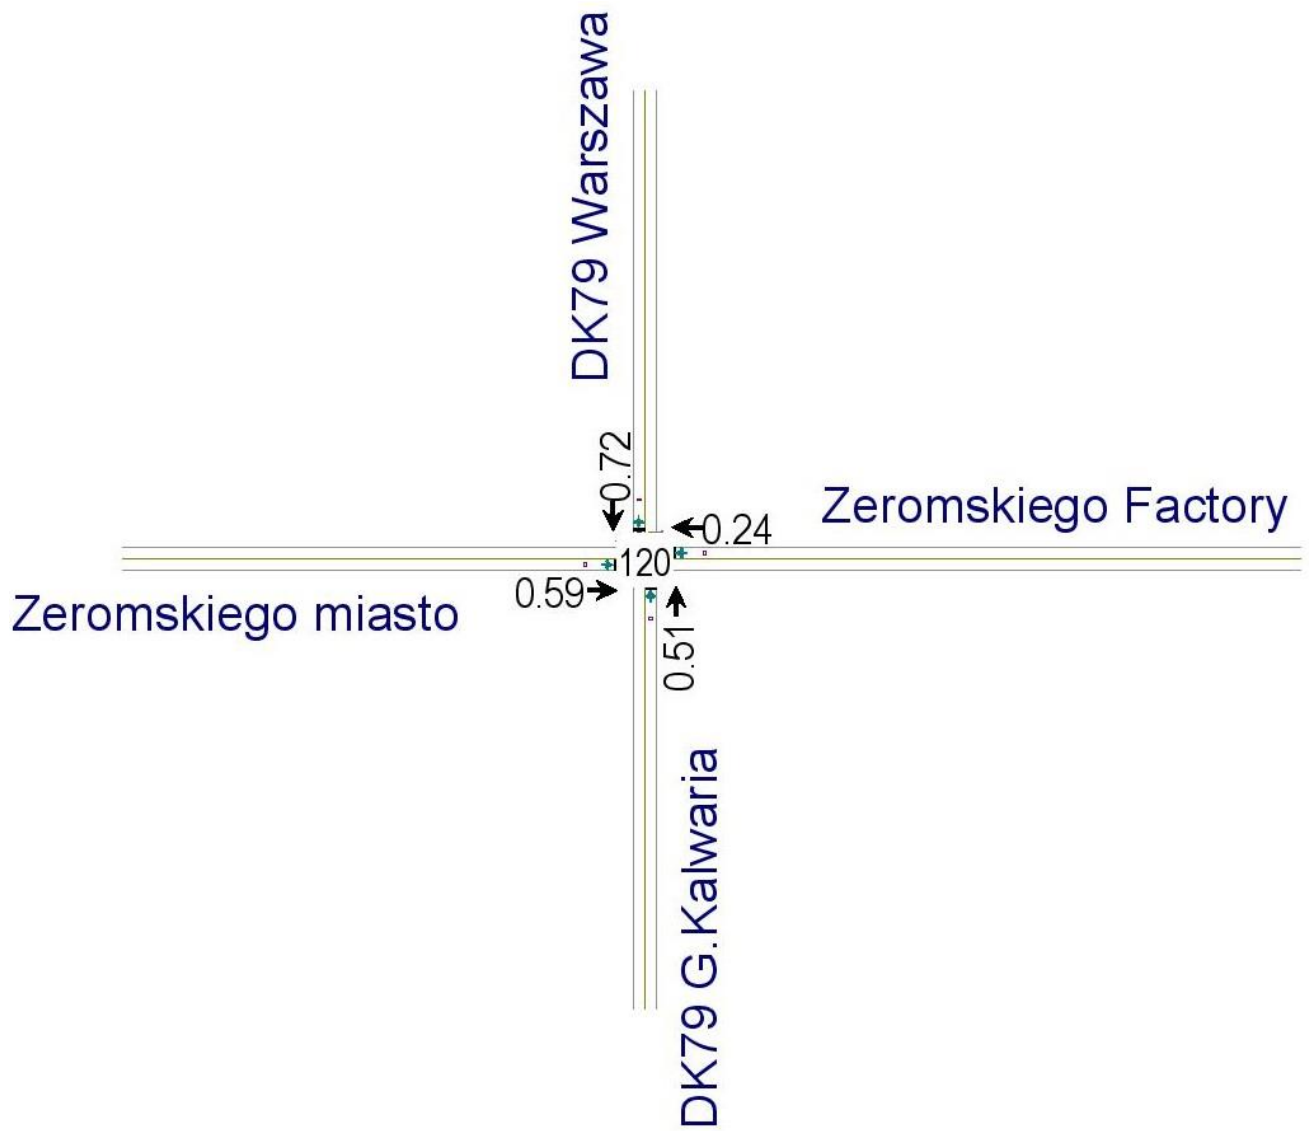 DK79 Warszawa
0.72
Zeromskiego Factory
0.24
120
0.59
Zeromskiego miasto
0.51
DK79 G.Kalwaria